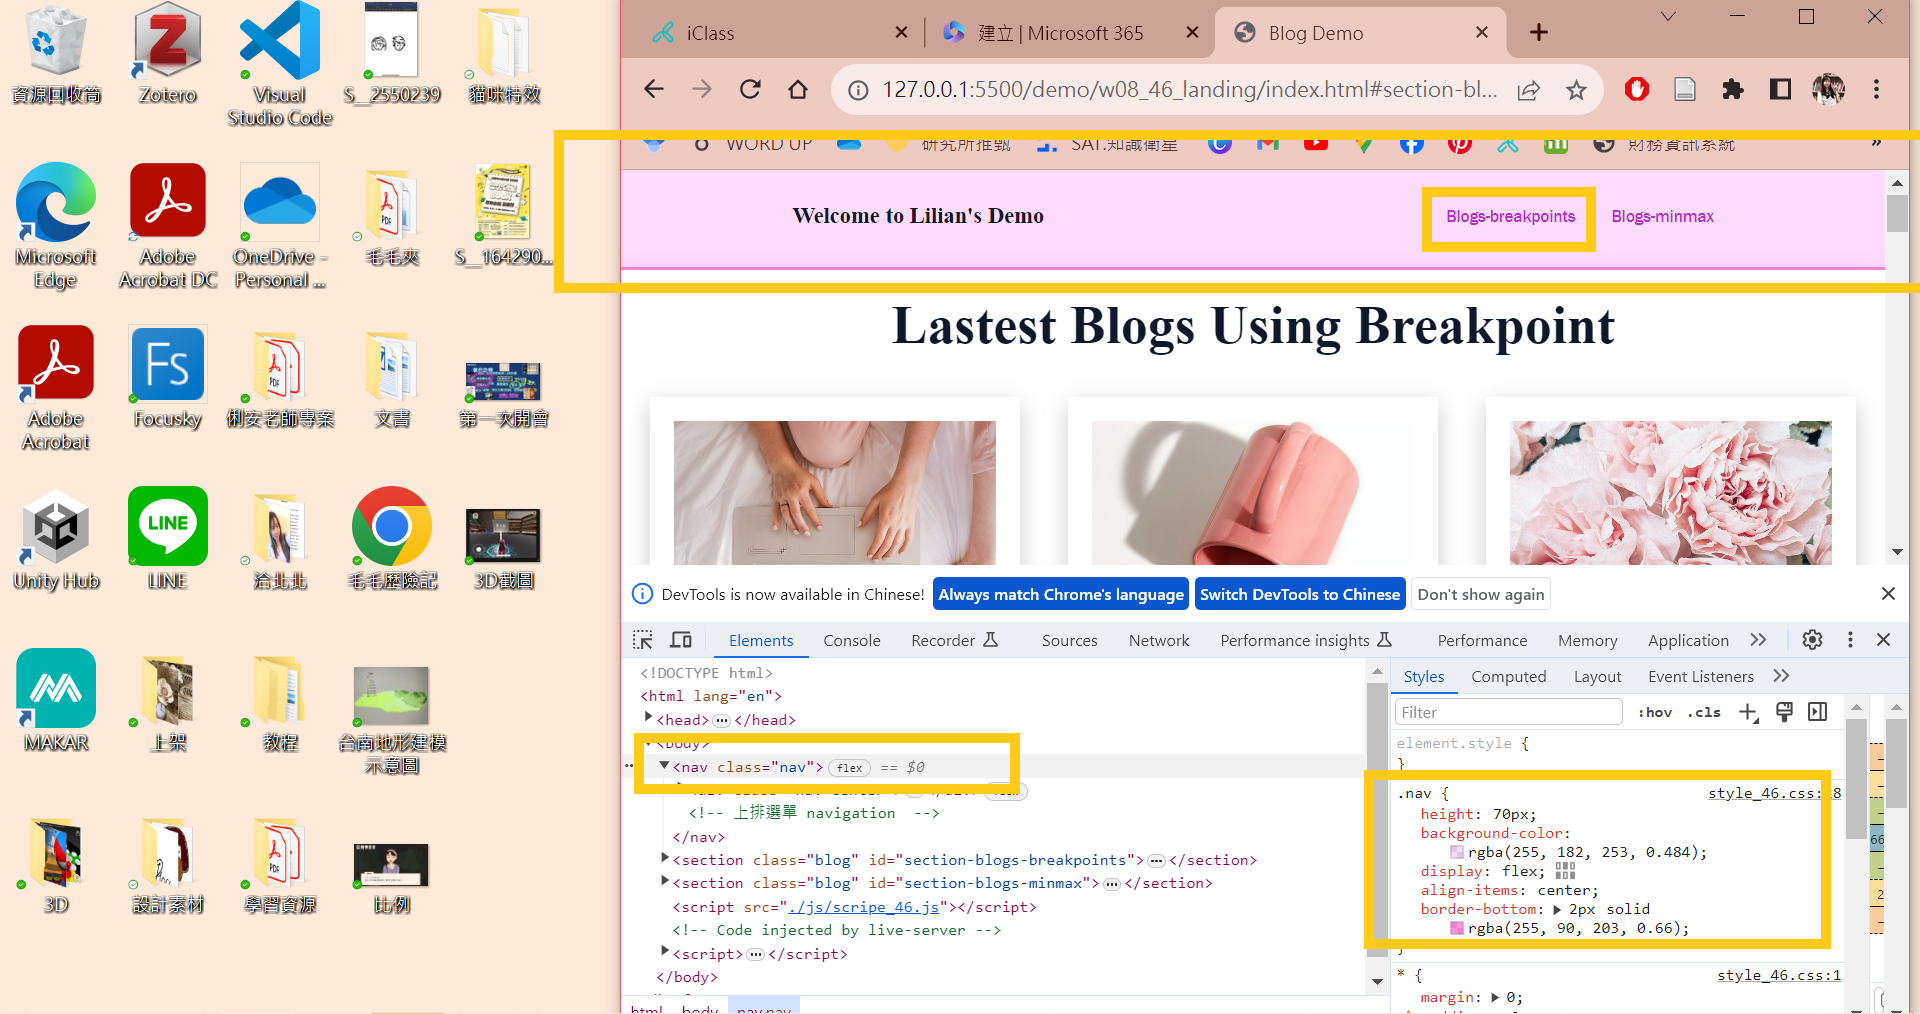 資源回收筒
Zotero
Visual
Studio Code
S__2550239
貓咪特效
Microsoft
Edge
Adobe
Acrobat DC
OneDrive -
Personal ...
毛毛夾
S__164290...
Adobe
Acrobat
Focusky
俐安老師專案
文書
第一次開會
Unity Hub
LINE
洽北北
毛毛歷險記
3D截圖
MAKAR
上架
教程
台南地形建模
示意圖
3D
設計素材
學習資源
比例
iClass
建立 | Microsoft 365
Blog Demo
127.0.0.1:5500/demo/w08_46_landing/index.html#section-bl...
WORD UP
研究所推甄
SAT.知識衛星
財務資訊系統
»
Welcome to Lilian's Demo
Blogs-breakpoints
Blogs-minmax
Lastest Blogs Using Breakpoint
DevTools is now available in Chinese!
Always match Chrome's language
Switch DevTools to Chinese
Don't show again
Elements
Console
Recorder
Sources
Network
Performance insights
Performance
Memory
Application
<!DOCTYPE html>
<html lang="en">
<head>…</head>
<body>
<nav class="nav"> flex == $0
<!-- 上排選單 navigation -->
</nav>
<section class="blog" id="section-blogs-breakpoints">…</section>
<section class="blog" id="section-blogs-minmax">…</section>
<script src="./js/scripe_46.js"></script>
<!-- Code injected by live-server -->
<script>…</script>
</body>
html body nav.nav
Styles
Computed
Layout
Event Listeners
Filter
:hov .cls
element.style {
}
.nav {
style_46.css:18
height: 70px;
background-color:
rgba(255, 182, 253, 0.484);
display: flex;
align-items: center;
border-bottom: 2px solid
rgba(255, 90, 203, 0.66);
}
* {
style_46.css:1
margin: 0;